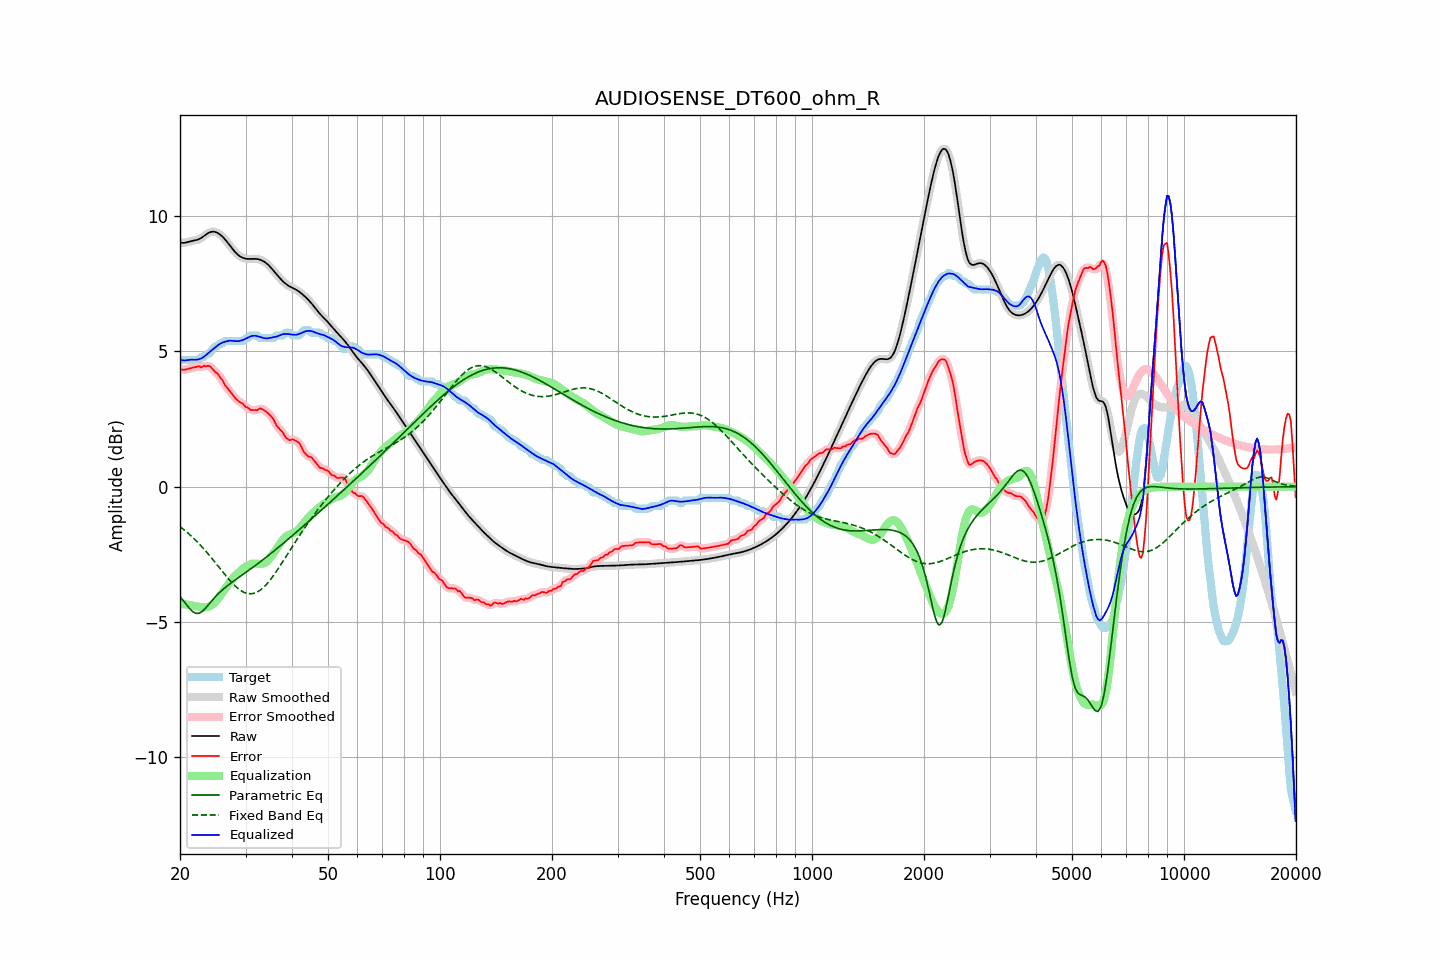 AUDIOSENSE_DT600_ohm_R
Amplitude (dBr)
10
5
0
−5
−10
Target
Raw Smoothed
Error Smoothed
Raw
Error
Equalization
Parametric Eq
Fixed Band Eq
Equalized
20 50 100 200 500 1000 2000 5000 10000 20000
Frequency (Hz)